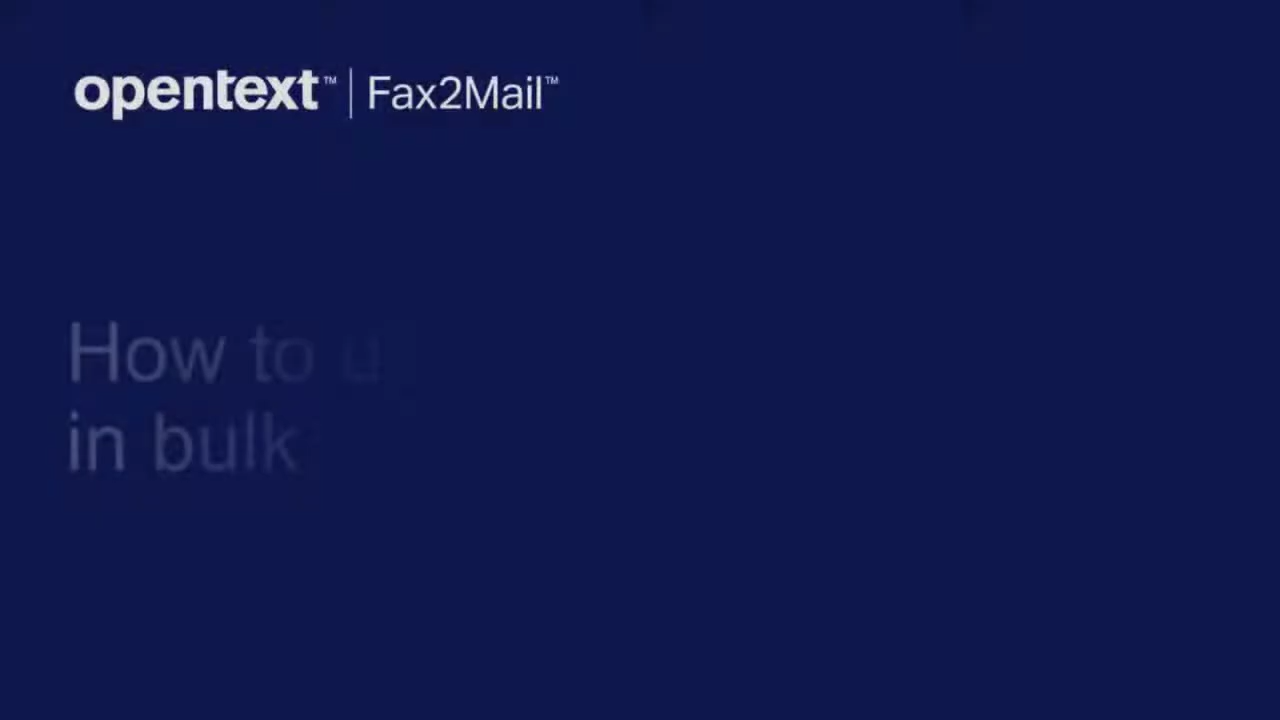 opentext™ | Fax2Mail™
How to
in bulk